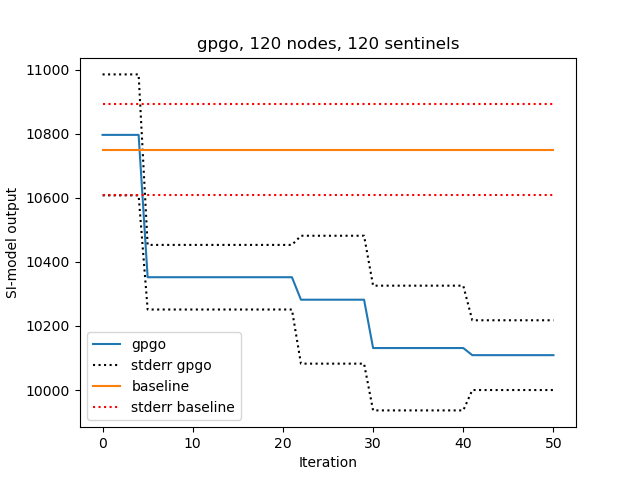 gpgo, 120 nodes, 120 sentinels
SI-model output
11000
10800
10600
10400
10200
10000
gpgo
stderr gpgo
baseline
stderr baseline
0 10 20 30 40 50
Iteration